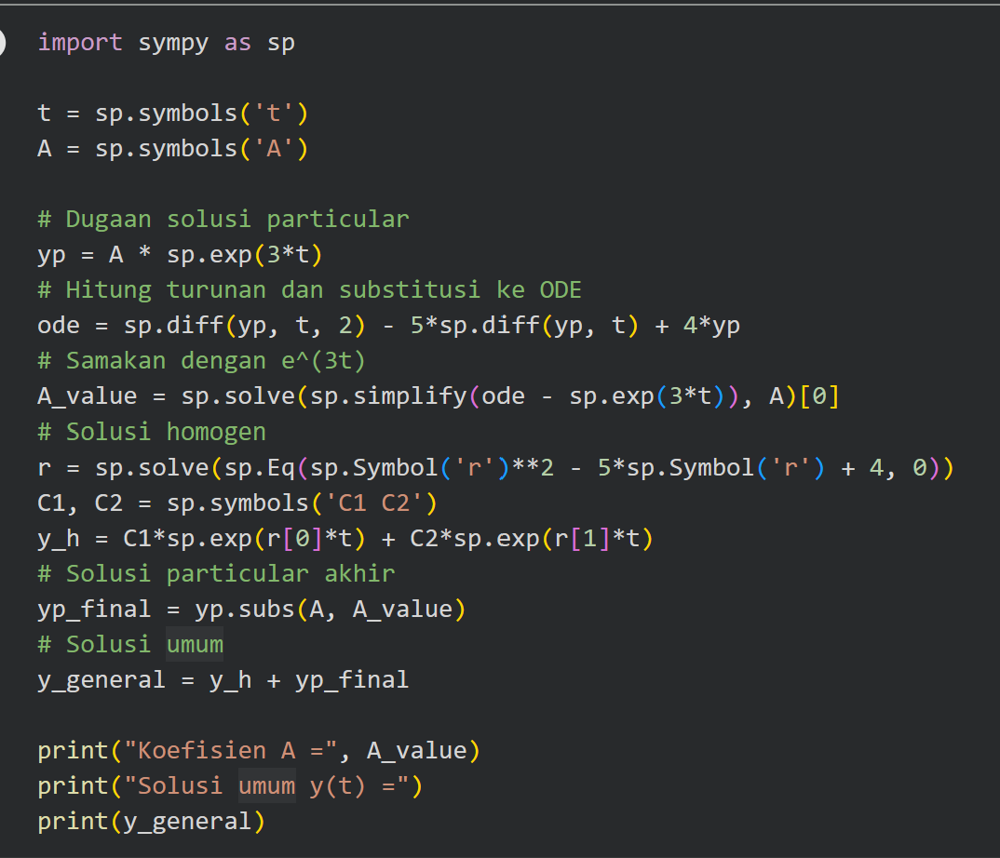 import sympy as sp
t = sp.symbols('t')
A = sp.symbols('A')
# Dugaan solusi particular
yp = A * sp.exp(3*t)
# Hitung turunan dan substitusi ke ODE
ode = sp.diff(yp, t, 2) - 5*sp.diff(yp, t) + 4*yp
# Samakan dengan e^(3t)
A_value = sp.solve(sp.simplify(ode - sp.exp(3*t)), A)[0]
# Solusi homogen
r = sp.solve(sp.Eq(sp.Symbol('r')**2 - 5*sp.Symbol('r') + 4, 0))
C1, C2 = sp.symbols('C1 C2')
y_h = C1*sp.exp(r[0]*t) + C2*sp.exp(r[1]*t)
# Solusi particular akhir
yp_final = yp.subs(A, A_value)
# Solusi umum
y_general = y_h + yp_final
print("Koefisien A =", A_value)
print("Solusi umum y(t) =")
print(y_general)